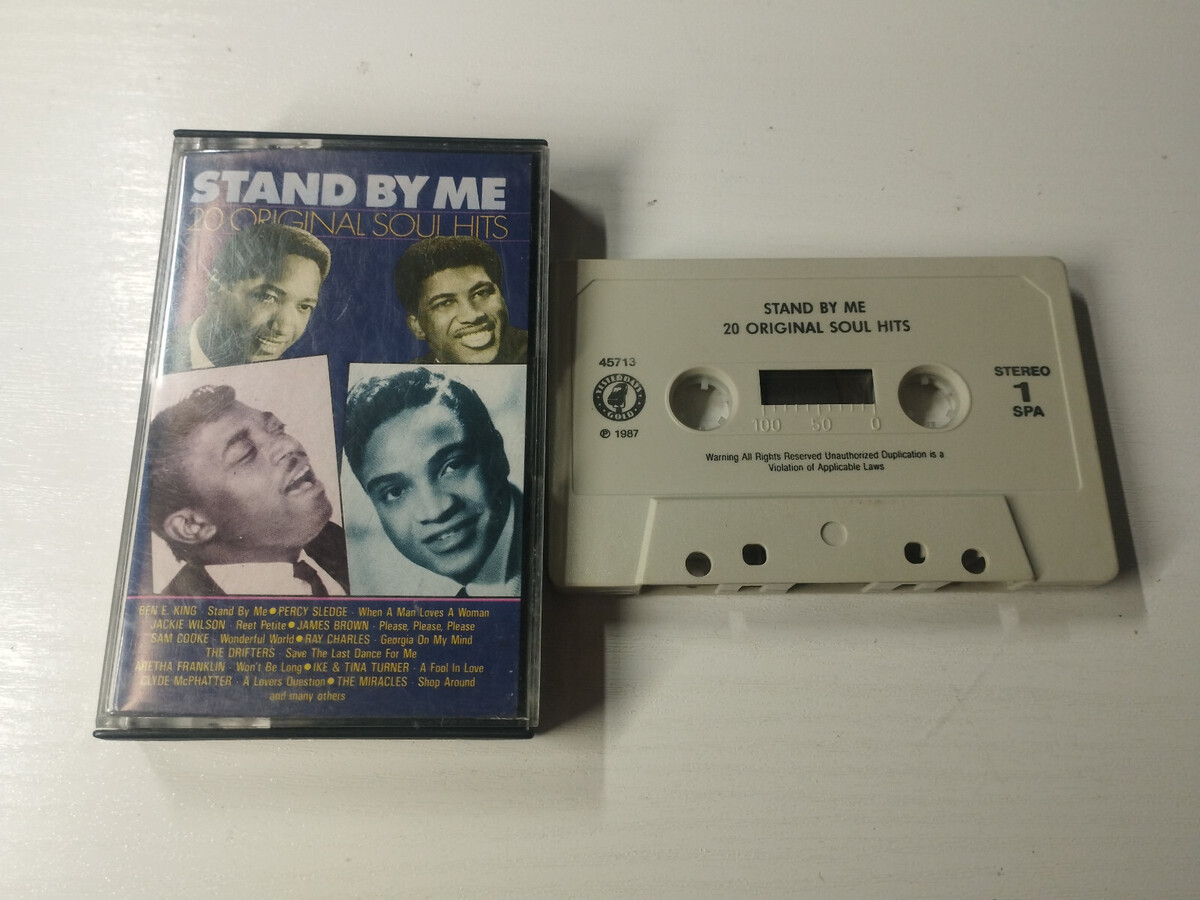 STAND BY ME
20 ORIGINAL SOUL HITS
BEN E. KING - Stand By Me ● PERCY SLEDGE - When A Man Loves A Woman
JACKIE WILSON - Reet Petite ● JAMES BROWN - Please, Please, Please
SAM COOKE - Wonderful World ● RAY CHARLES - Georgia On My Mind
THE DRIFTERS - Save The Last Dance For Me
ARETHA FRANKLIN - Won't Be Long ● IKE & TINA TURNER - A Fool In Love
CLYDE McPHATTER - A Lovers Question ● THE MIRACLES - Shop Around
and many others
STAND BY ME
20 ORIGINAL SOUL HITS
45713
YESTERDAYS
GOLD
℗ 1987
STEREO
1
SPA
100 50 0
Warning All Rights Reserved Unauthorized Duplication is a
Violation of Applicable Laws